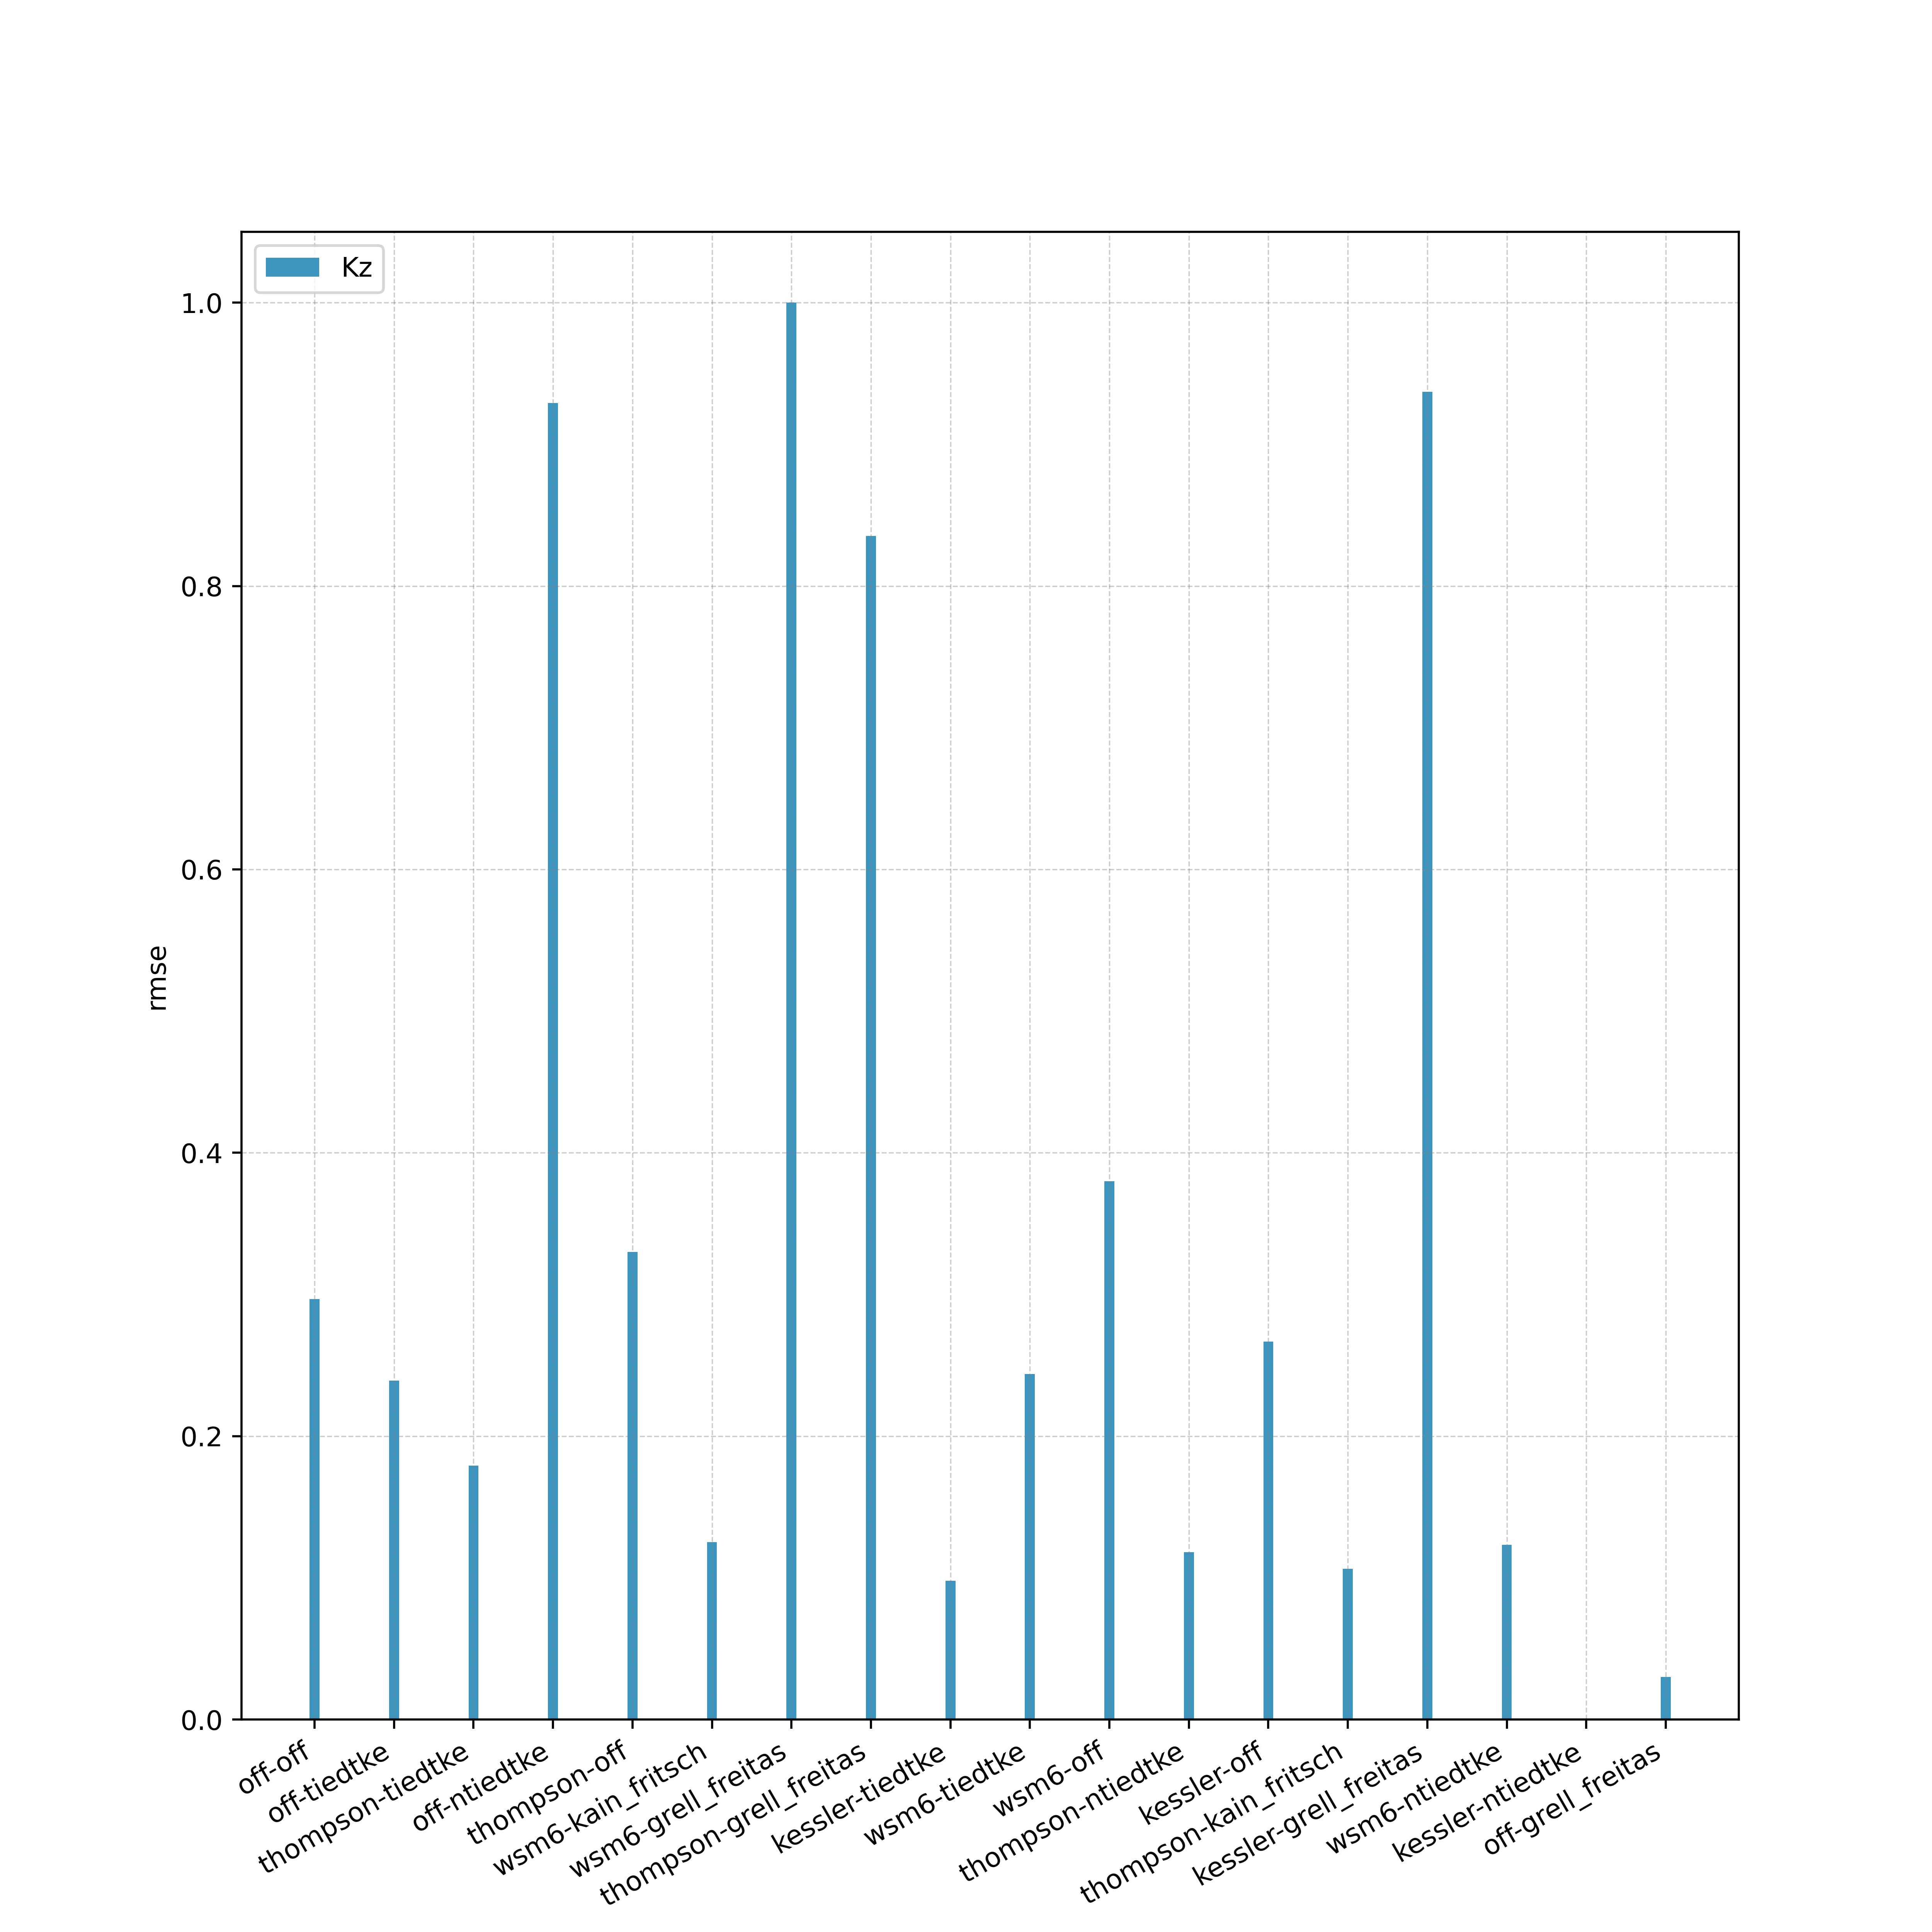 Kz
1.0
0.8
0.6
0.4
0.2
0.0
rmse
off-off
off-tiedtke
thompson-tiedtke
off-ntiedtke
thompson-off
wsm6-kain_fritsch
wsm6-grell_freitas
thompson-grell_freitas
kessler-tiedtke
wsm6-tiedtke
wsm6-off
thompson-ntiedtke
kessler-off
thompson-kain_fritsch
kessler-grell_freitas
wsm6-ntiedtke
kessler-ntiedtke
off-grell_freitas